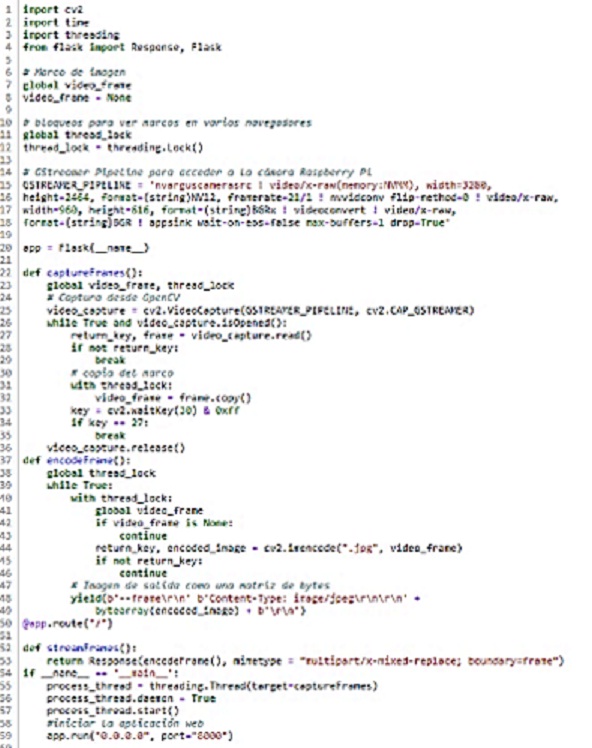 1 import cv2
2 import time
3 import threading
4 from flask import Response, Flask
5
6 # Marco de imagen
7 global video_frame
8 video_frame = None
9
10 # bloqueos para ver marcos en varios navegadores
11 global thread_lock
12 thread_lock = threading.Lock()
13
14 # GStreamer Pipeline para acceder a la cámara Raspberry Pi
15 GSTREAMER_PIPELINE = 'nvarguscamerasrc ! video/x-raw(memory:NVMM), width=3280,
16 height=2464, format=(string)NV12, framerate=21/1 ! nvvidconv flip-method=0 ! video/x-raw,
17 width=960, height=616, format=(string)BGRx ! videoconvert ! video/x-raw,
18 format=(string)BGR ! appsink wait-on-eos=false max-buffers=1 drop=True'
19
20 app = Flask(__name__)
21
22 def captureFrames():
23 global video_frame, thread_lock
24 # Captura desde OpenCV
25 video_capture = cv2.VideoCapture(GSTREAMER_PIPELINE, cv2.CAP_GSTREAMER)
26 while True and video_capture.isOpened():
27 return_key, frame = video_capture.read()
28 if not return_key:
29 break
30 # copia del marco
31 with thread_lock:
32 video_frame = frame.copy()
33 key = cv2.waitKey(30) & 0xff
34 if key == 27:
35 break
36 video_capture.release()
37 def encodeFrame():
38 global thread_lock
39 while True:
40 with thread_lock:
41 global video_frame
42 if video_frame is None:
43 continue
44 return_key, encoded_image = cv2.imencode(".jpg", video_frame)
45 if not return_key:
46 continue
47 # Imagen de salida como una matriz de bytes
48 yield(b'--frame\r\n' b'Content-Type: image/jpeg\r\n\r\n' +
49 bytearray(encoded_image) + b'\r\n')
50 @app.route("/")
51
52 def streamFrames():
53 return Response(encodeFrame(), mimetype = "multipart/x-mixed-replace; boundary=frame")
54 if __name__ == '__main__':
55 process_thread = threading.Thread(target=captureFrames)
56 process_thread.daemon = True
57 process_thread.start()
58 #iniciar la aplicación web
59 app.run("0.0.0.0", port="8000")